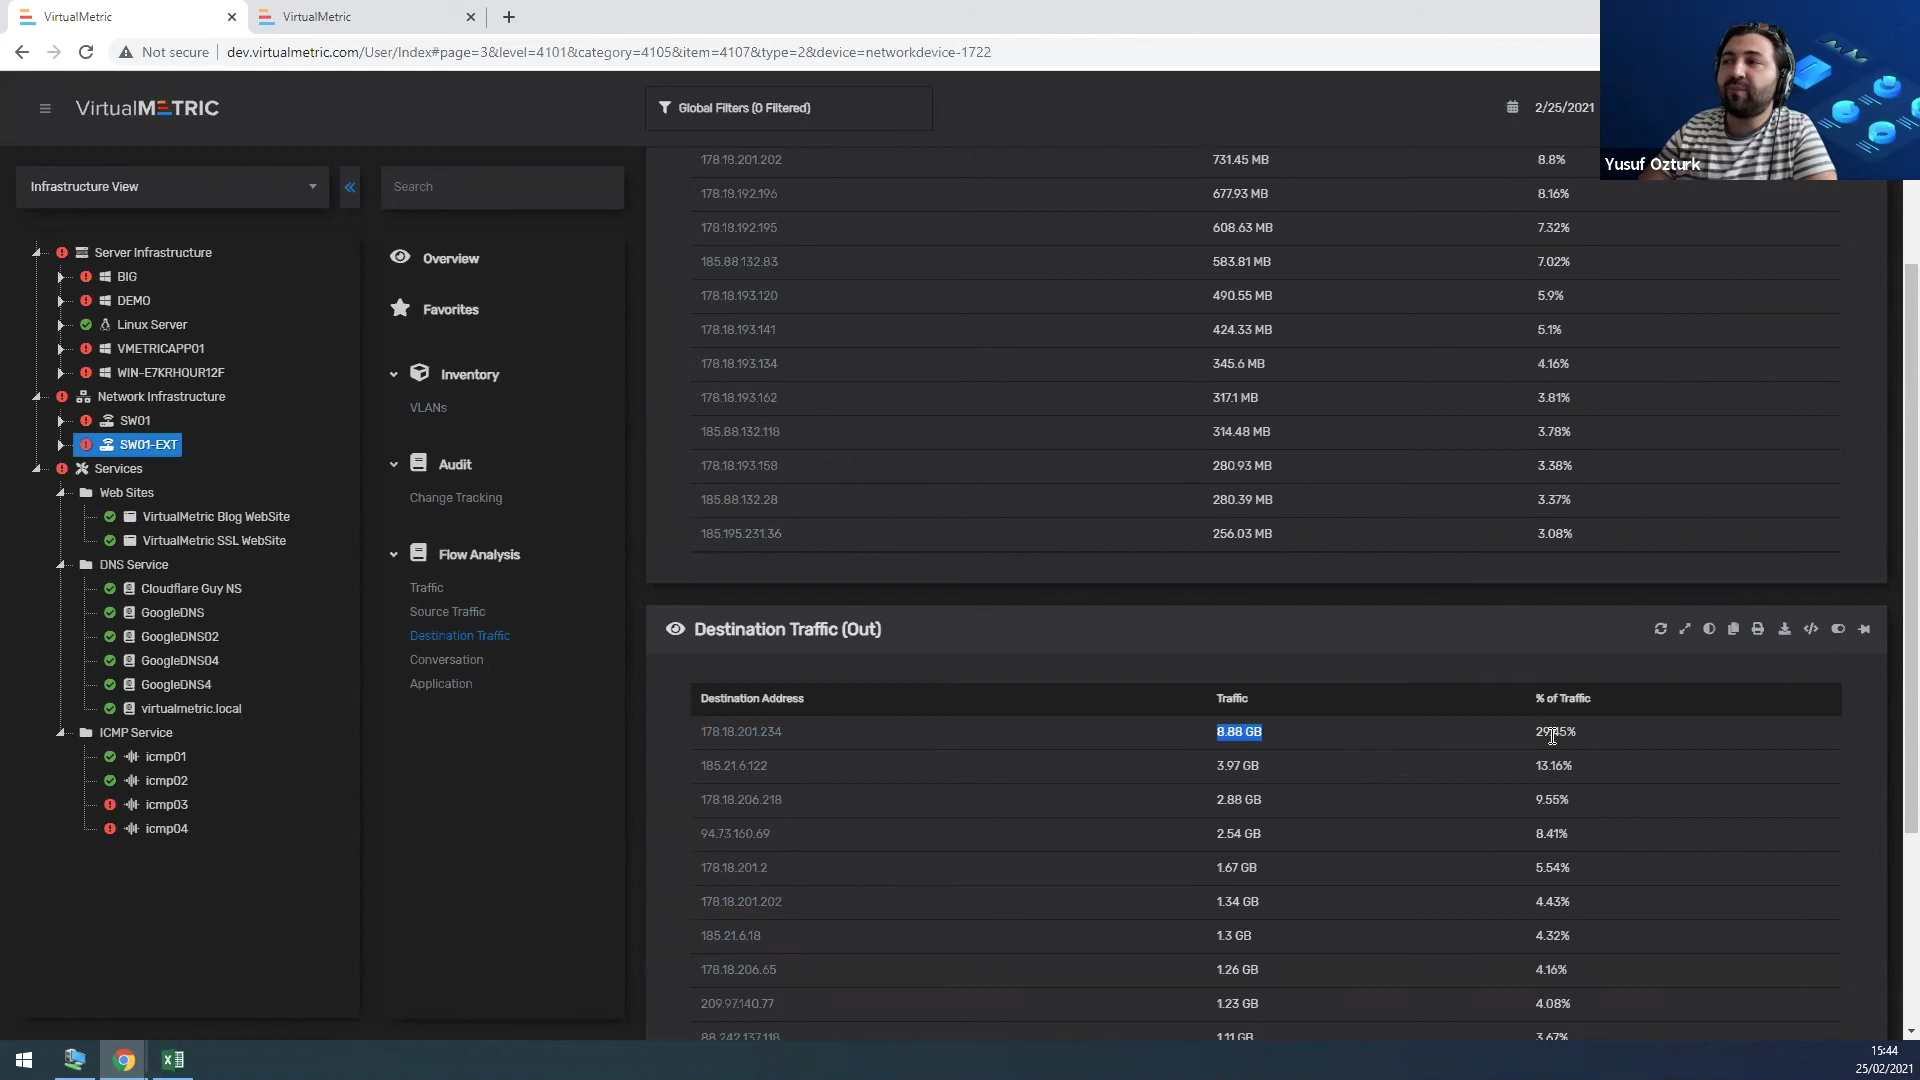 VirtualMetric
VirtualMetric
Not secure
dev.virtualmetric.com/User/Index#page=3&level=4101&category=4105&item=4107&type=2&device=networkdevice-1722
VirtualMETRIC
Global Filters (0 Filtered)
2/25/2021
Yusuf Ozturk
Infrastructure View
Search
Server Infrastructure
BIG
DEMO
Linux Server
VMETRICAPP01
WIN-E7KRHQUR12F
Network Infrastructure
SW01
SW01-EXT
Services
Web Sites
VirtualMetric Blog WebSite
VirtualMetric SSL WebSite
DNS Service
Cloudflare Guy NS
GoogleDNS
GoogleDNS02
GoogleDNS04
GoogleDNS4
virtualmetric.local
ICMP Service
icmp01
icmp02
icmp03
icmp04
Overview
Favorites
Inventory
VLANs
Audit
Change Tracking
Flow Analysis
Traffic
Source Traffic
Destination Traffic
Conversation
Application
178.18.201.202 731.45 MB 8.8%
178.18.192.196 677.93 MB 8.16%
178.18.192.195 608.63 MB 7.32%
185.88.132.83 583.81 MB 7.02%
178.18.193.120 490.55 MB 5.9%
178.18.193.141 424.33 MB 5.1%
178.18.193.134 345.6 MB 4.16%
178.18.193.162 317.1 MB 3.81%
185.88.132.118 314.48 MB 3.78%
178.18.193.158 280.93 MB 3.38%
185.88.132.28 280.39 MB 3.37%
185.195.231.36 256.03 MB 3.08%
Destination Traffic (Out)
Destination Address Traffic % of Traffic
178.18.201.234 8.88 GB
185.21.6.122 3.97 GB 13.16%
178.18.206.218 2.88 GB 9.55%
94.73.160.69 2.54 GB 8.41%
178.18.201.2 1.67 GB 5.54%
178.18.201.202 1.34 GB 4.43%
185.21.6.18 1.3 GB 4.32%
178.18.206.65 1.26 GB 4.16%
209.97.140.77 1.23 GB 4.08%
88.242.137.118 1.11 GB 3.67%
15:44
25/02/2021